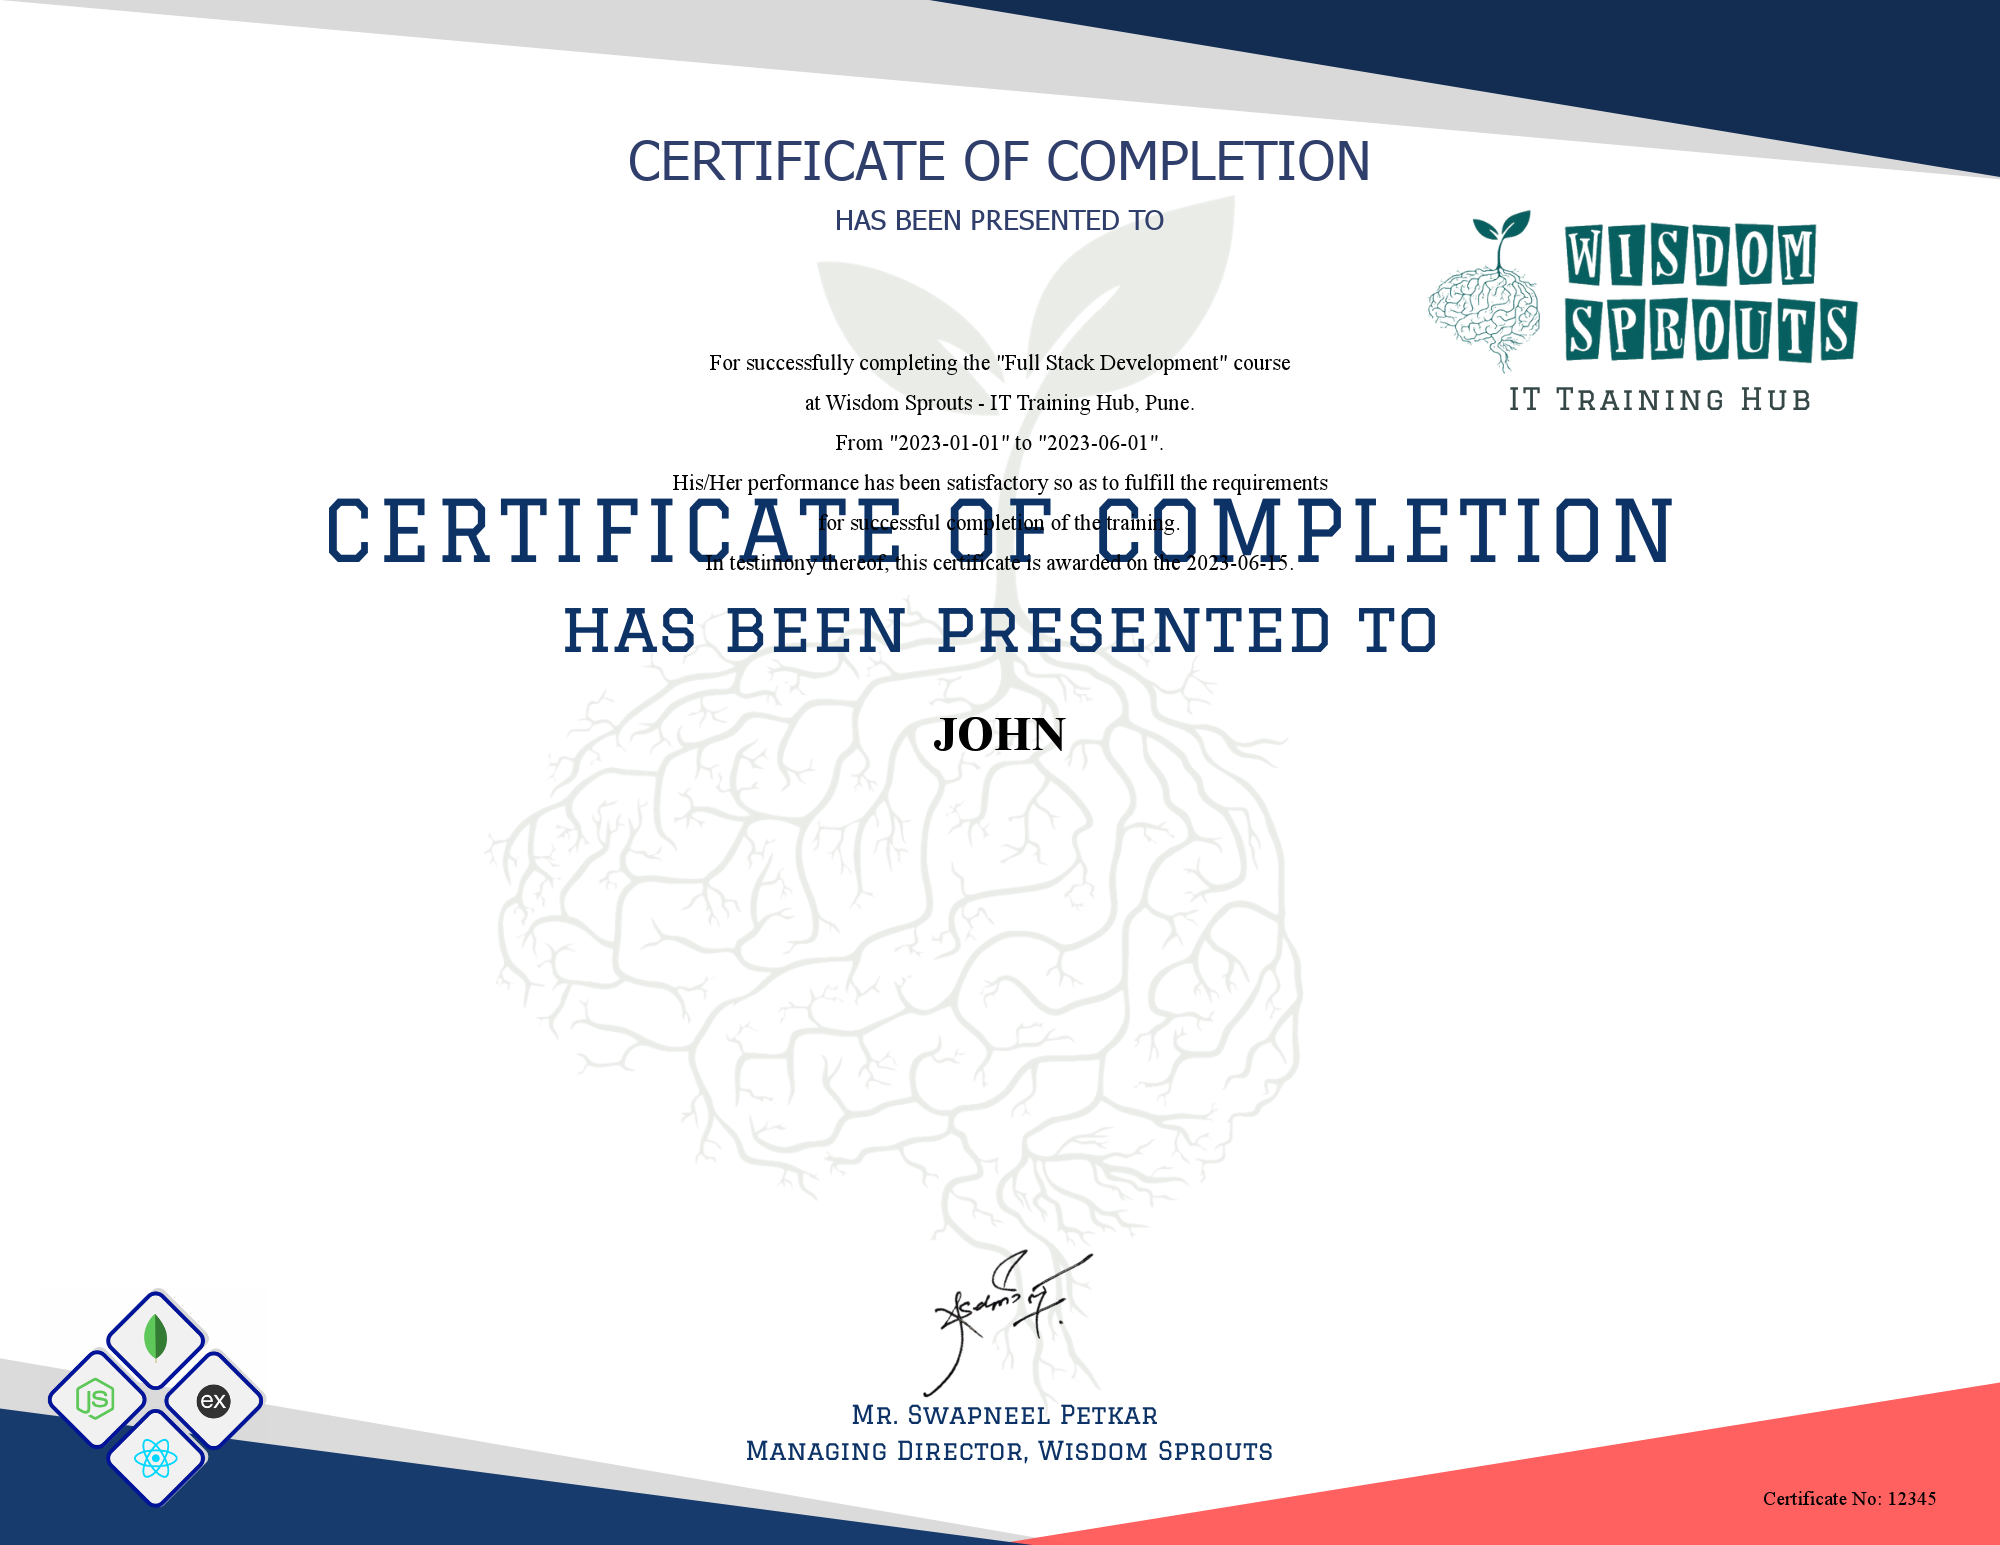 CERTIFICATE OF COMPLETION
HAS BEEN PRESENTED TO
WISDOM
SPROUTS
IT Training Hub
For successfully completing the "Full Stack Development" course
at Wisdom Sprouts - IT Training Hub, Pune.
From "2023-01-01" to "2023-06-01".
His/Her performance has been satisfactory so as to fulfill the requirements
CERTIFICATE OF COMPLETION
for successful completion of the training.
In testimony thereof, this certificate is awarded on the 2023-06-15.
HAS BEEN PRESENTED TO
JOHN
JS
ex
Mr. Swapneel Petkar
Managing Director, Wisdom Sprouts
Certificate No: 12345